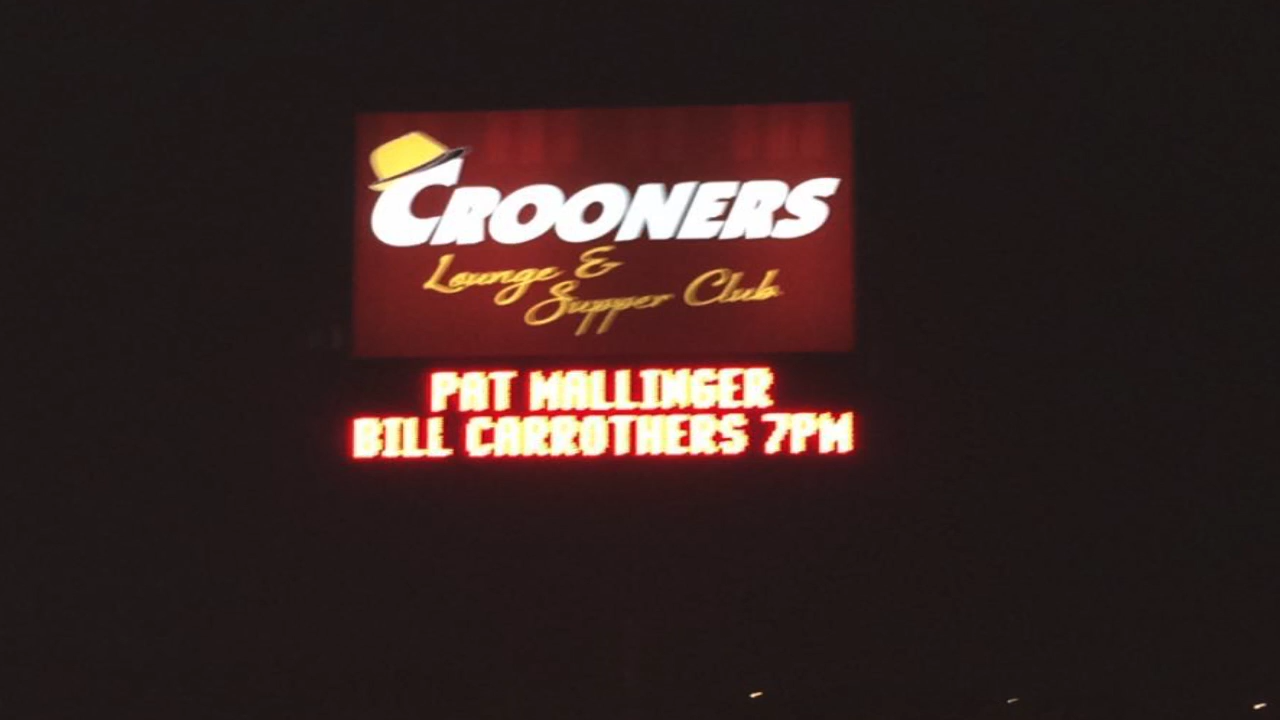 CROONERS
Lounge &
Supper Club
PAT MALLINGER
BILL CARROTHERS 7PM